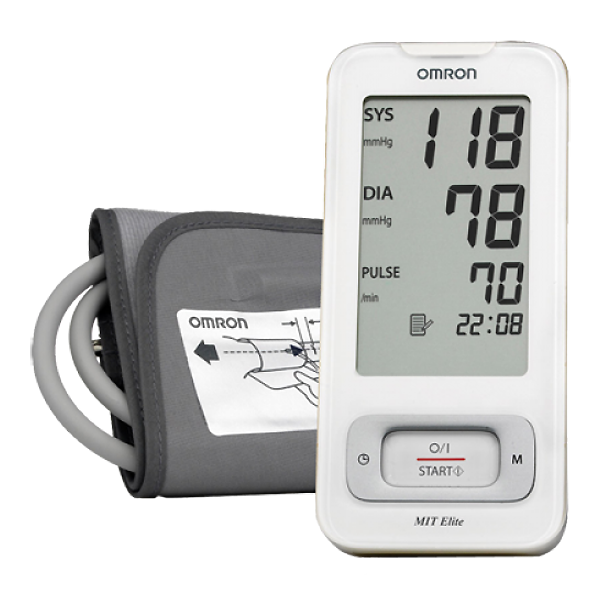 OMRON
SYS
mmHg
118
DIA
mmHg
78
PULSE
/min
70
22:08
O/I
START
M
MIT Elite
OMRON